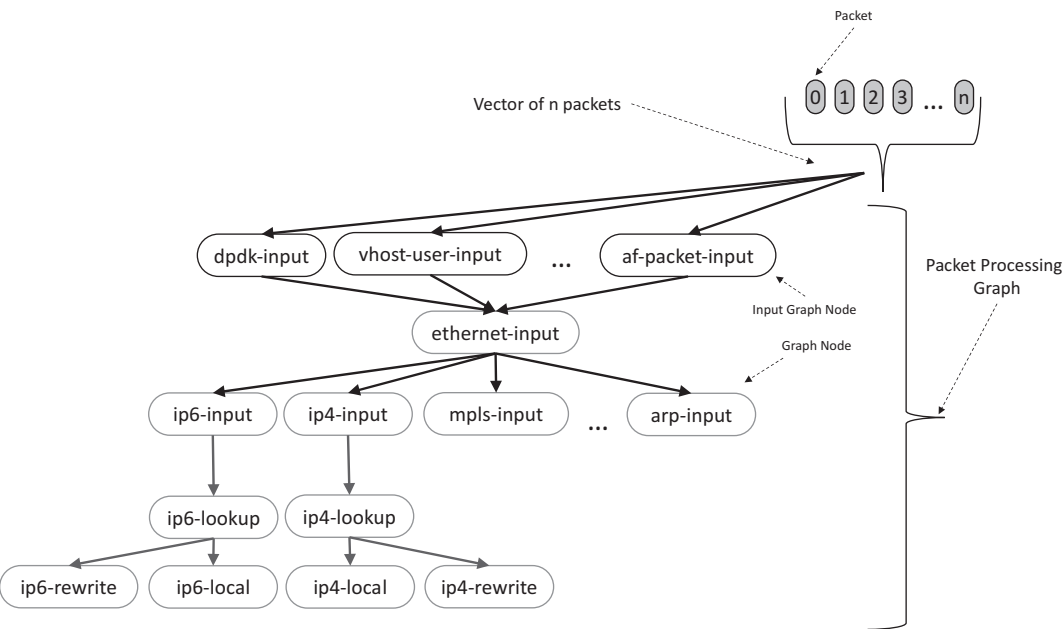 Packet
0 1 2 3 ... n
Vector of n packets
dpdk-input vhost-user-input ... af-packet-input
Packet Processing
Graph
Input Graph Node
ethernet-input
Graph Node
ip6-input ip4-input mpls-input ... arp-input
ip6-lookup ip4-lookup
ip6-rewrite ip6-local ip4-local ip4-rewrite